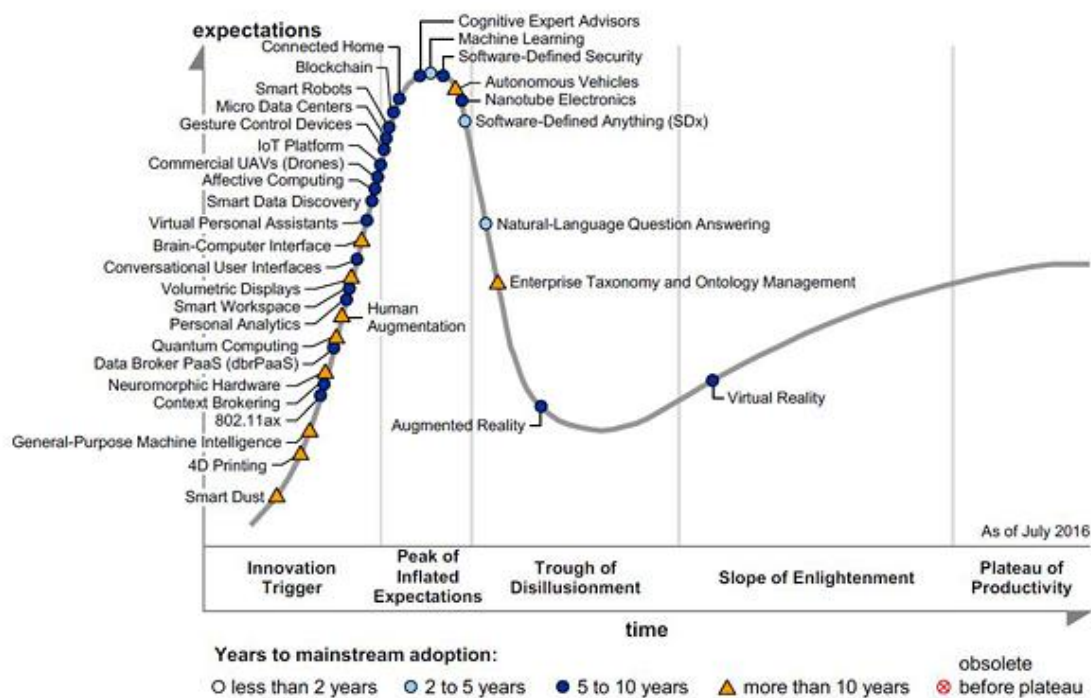 expectations
Cognitive Expert Advisors
Machine Learning
Software-Defined Security
Connected Home
Blockchain
Smart Robots
Micro Data Centers
Gesture Control Devices
IoT Platform
Commercial UAVs (Drones)
Affective Computing
Smart Data Discovery
Virtual Personal Assistants
Brain-Computer Interface
Conversational User Interfaces
Volumetric Displays
Smart Workspace
Personal Analytics
Human
Augmentation
Quantum Computing
Data Broker PaaS (dbrPaaS)
Neuromorphic Hardware
Context Brokering
802.11ax
General-Purpose Machine Intelligence
4D Printing
Smart Dust
Autonomous Vehicles
Nanotube Electronics
Software-Defined Anything (SDx)
Natural-Language Question Answering
Enterprise Taxonomy and Ontology Management
Augmented Reality
Virtual Reality
As of July 2016
Innovation
Trigger
Peak of
Inflated
Expectations
Trough of
Disillusionment
Slope of Enlightenment
Plateau of
Productivity
time
Years to mainstream adoption:
less than 2 years
2 to 5 years
5 to 10 years
more than 10 years
obsolete
before plateau